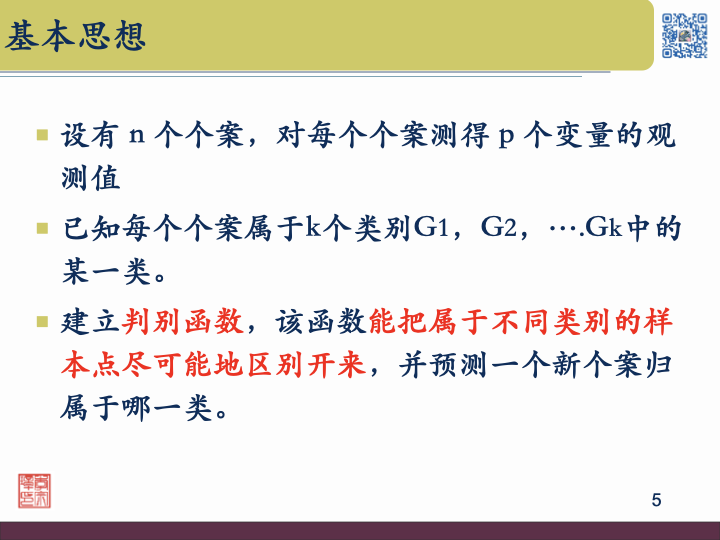 基本思想
设有 n 个个案，对每个个案测得 p 个变量的观
测值
已知每个个案属于k个类别G1，G2，….Gk中的
某一类。
建立判别函数，该函数能把属于不同类别的样
本点尽可能地区别开来，并预测一个新个案归
属于哪一类。
5